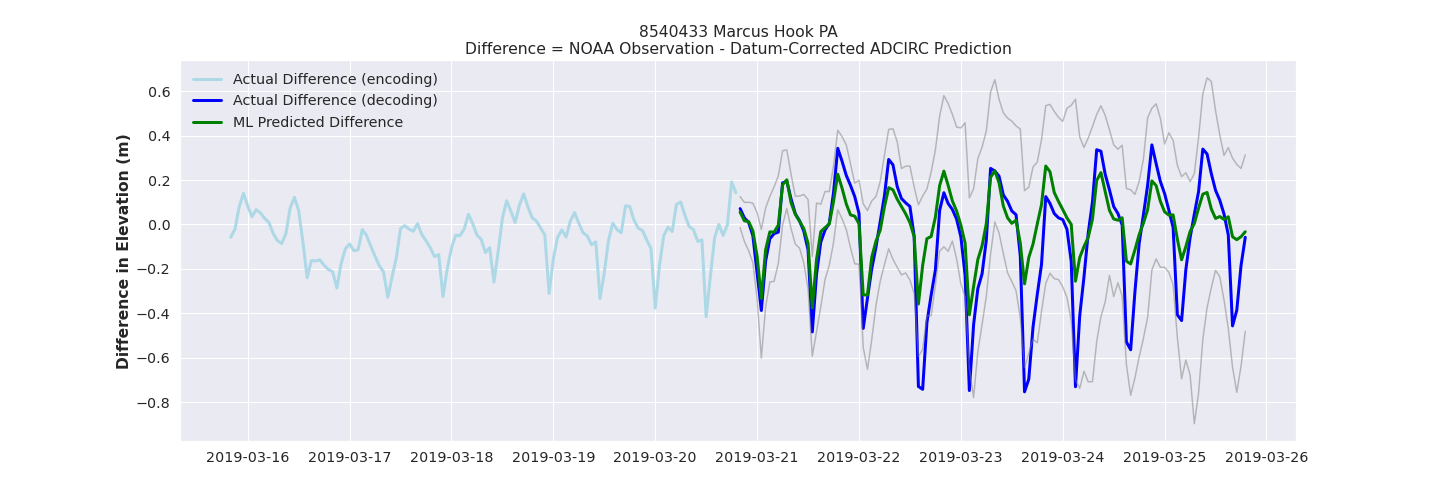 8540433 Marcus Hook PA
Difference = NOAA Observation - Datum-Corrected ADCIRC Prediction
Actual Difference (encoding)
Actual Difference (decoding)
ML Predicted Difference
Difference in Elevation (m)
0.6
0.4
0.2
0.0
−0.2
−0.4
−0.6
−0.8
2019-03-16 2019-03-17 2019-03-18 2019-03-19 2019-03-20 2019-03-21 2019-03-22 2019-03-23 2019-03-24 2019-03-25 2019-03-26